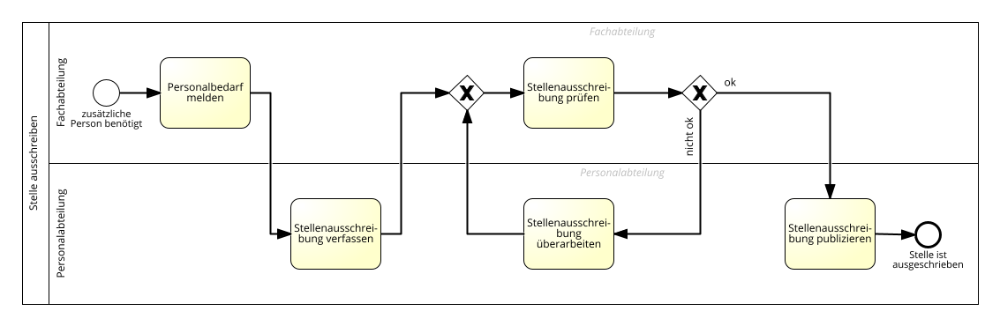 Stelle ausschreiben
Fachabteilung
Fachabteilung
zusätzliche
Person benötigt
Personalbedarf
melden
Stellenausschrei-
bung prüfen
ok
nicht ok
Personalabteilung
Personalabteilung
Stellenausschrei-
bung verfassen
Stellenausschrei-
bung
überarbeiten
Stellenausschrei-
bung publizieren
Stelle ist
ausgeschrieben